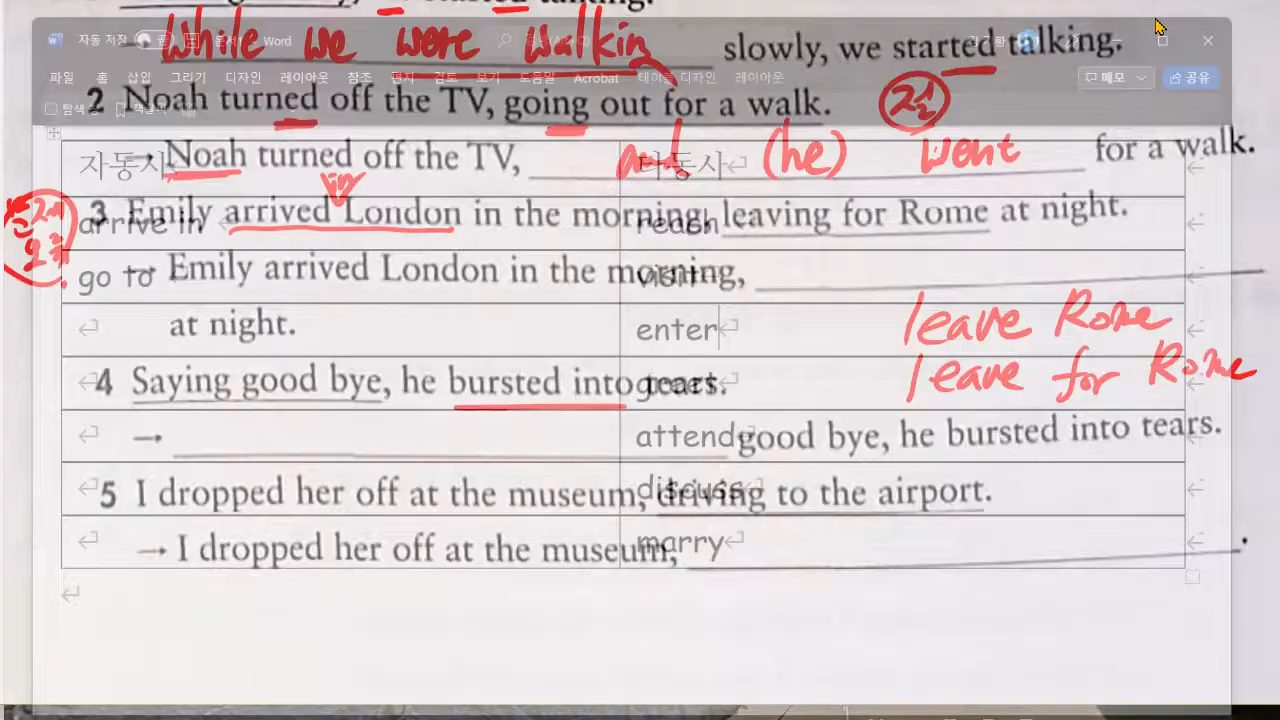 While we were walking slowly, we started talking.
자동 저장 Word
파일 홈 삽입 그리기 디자인 레이아웃 참조 편지 검토 보기 도움말 Acrobat 테이블 디자인 레이아웃 메모 공유
2 Noah turned off the TV, going out for a walk. 전
→ Noah turned off the TV, and (he) went for a walk.
자동사 타동사
in
3 Emily arrived London in the morning, leaving for Rome at night.
arrive in reach
→ Emily arrived London in the morning,
go to visit
at night.
enter
leave Rome
4 Saying good bye, he bursted into tears.
greet
leave for Rome
→ good bye, he bursted into tears.
attend
5 I dropped her off at the museum, driving to the airport.
discuss
→ I dropped her off at the museum, .
marry